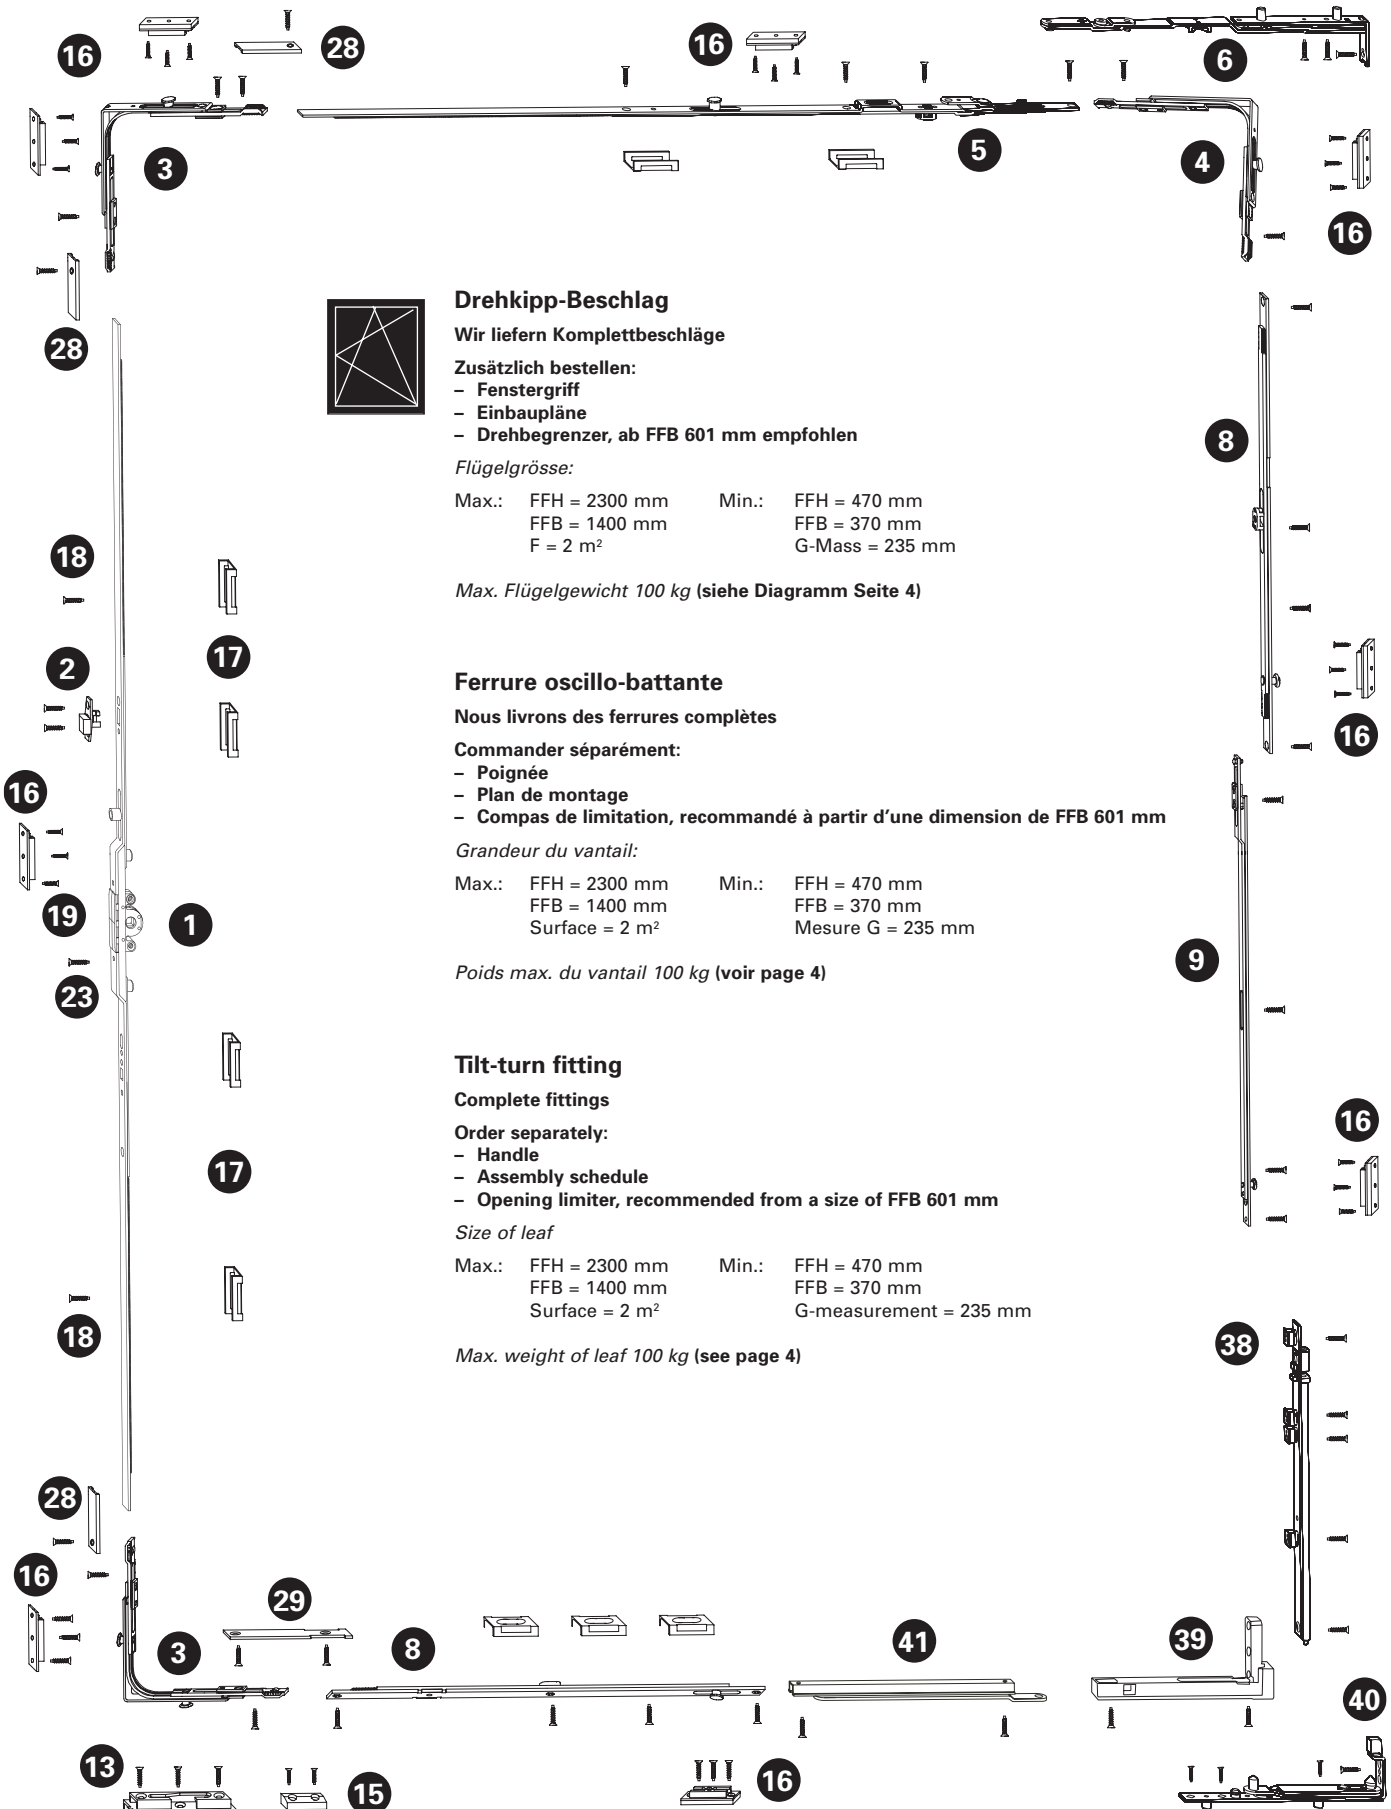 16
28
16
6
3
5
4
16
28
Drehkipp-Beschlag
Wir liefern Komplettbeschläge
Zusätzlich bestellen:
– Fenstergriff
– Einbaupläne
– Drehbegrenzer, ab FFB 601 mm empfohlen
Flügelgrösse:
Max.: FFH = 2300 mm Min.: FFH = 470 mm
FFB = 1400 mm FFB = 370 mm
F = 2 m² G-Mass = 235 mm
Max. Flügelgewicht 100 kg (siehe Diagramm Seite 4)
8
18
17
2
16
Ferrure oscillo-battante
Nous livrons des ferrures complètes
Commander séparément:
– Poignée
– Plan de montage
– Compas de limitation, recommandé à partir d’une dimension de FFB 601 mm
Grandeur du vantail:
Max.: FFH = 2300 mm Min.: FFH = 470 mm
FFB = 1400 mm FFB = 370 mm
Surface = 2 m² Mesure G = 235 mm
Poids max. du vantail 100 kg (voir page 4)
16
19
1
23
9
Tilt-turn fitting
Complete fittings
Order separately:
– Handle
– Assembly schedule
– Opening limiter, recommended from a size of FFB 601 mm
Size of leaf
Max.: FFH = 2300 mm Min.: FFH = 470 mm
FFB = 1400 mm FFB = 370 mm
Surface = 2 m² G-measurement = 235 mm
Max. weight of leaf 100 kg (see page 4)
16
17
18
38
28
16
29
3
8
41
39
40
13
15
16